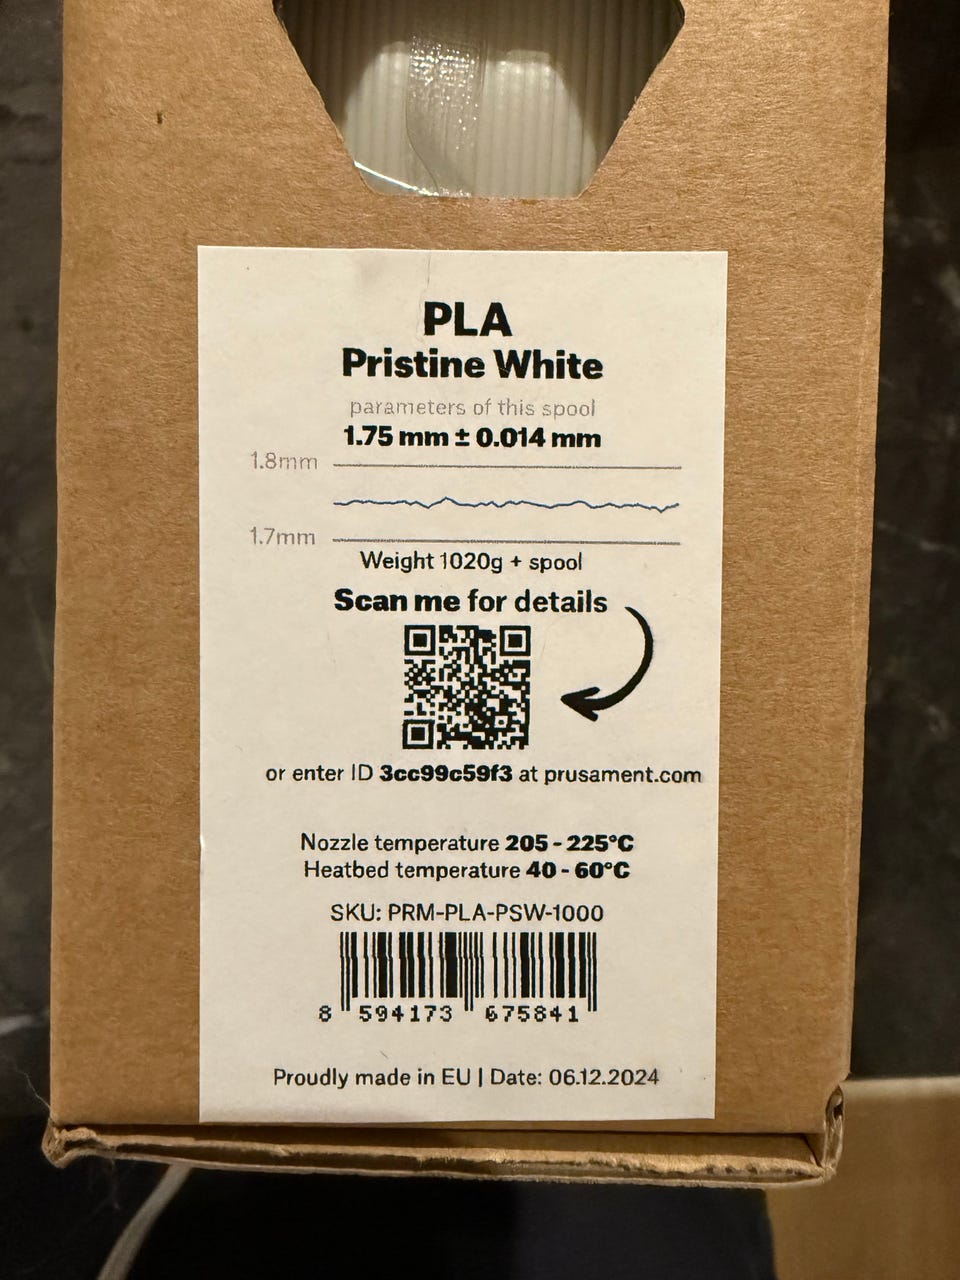 PLA
Pristine White
parameters of this spool
1.75 mm ± 0.014 mm
1.8mm
1.7mm
Weight 1020g + spool
Scan me for details
or enter ID 3cc99c59f3 at prusament.com
Nozzle temperature 205 - 225°C
Heatbed temperature 40 - 60°C
SKU: PRM-PLA-PSW-1000
8 594173 675841
Proudly made in EU | Date: 06.12.2024